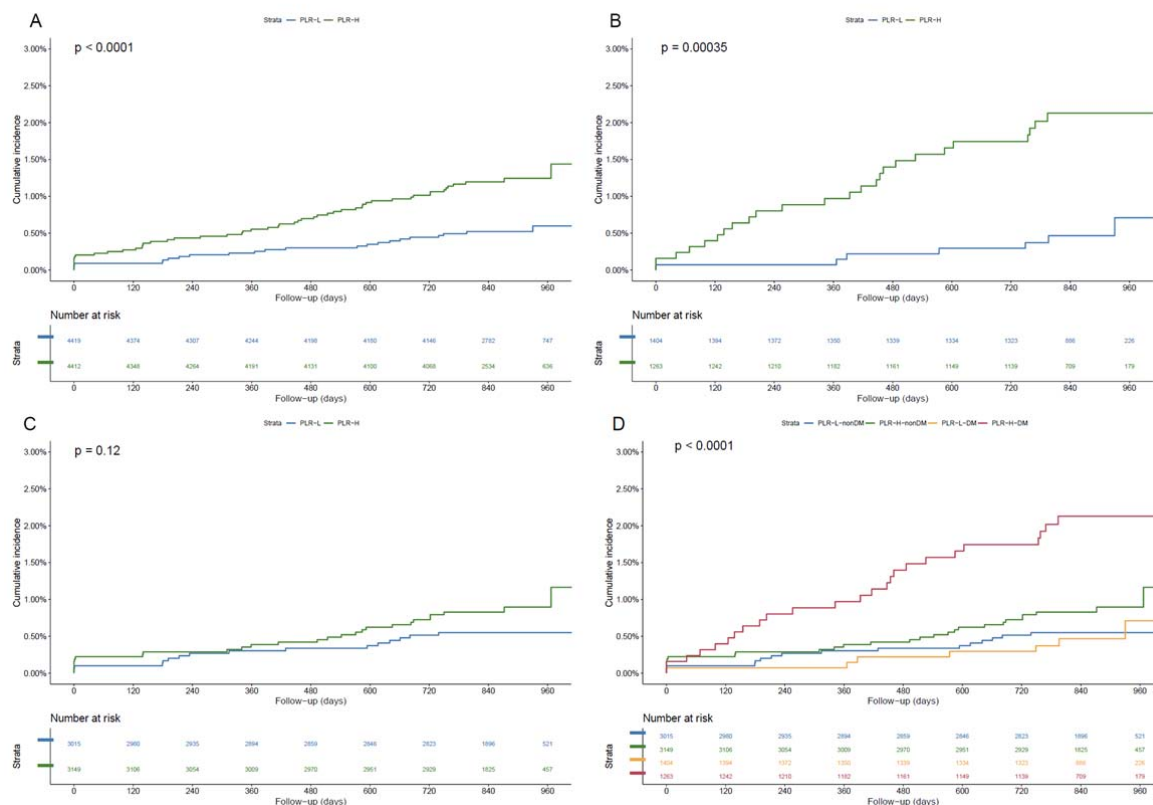 A
B
Strata PLR-L PLR-H
Strata PLR-L PLR-H
p < 0.0001
p = 0.00035
3.00%
2.50%
2.00%
1.50%
1.00%
0.50%
0.00%
Cumulative incidence
0 120 240 360 480 600 720 840 960
Follow-up (days)
3.00%
2.50%
2.00%
1.50%
1.00%
0.50%
0.00%
Cumulative incidence
0 120 240 360 480 600 720 840 960
Follow-up (days)
Number at risk
Strata
4419 4374 4307 4244 4198 4180 4146 2782 747
4412 4348 4264 4191 4131 4100 4068 2534 636
0 120 240 360 480 600 720 840 960
Follow-up (days)
Number at risk
Strata
1404 1394 1372 1350 1339 1334 1323 886 226
1263 1242 1210 1182 1161 1149 1139 709 179
0 120 240 360 480 600 720 840 960
Follow-up (days)
C
D
Strata PLR-L PLR-H
Strata PLR-L-nonDM PLR-H-nonDM PLR-L-DM PLR-H-DM
p = 0.12
p < 0.0001
3.00%
2.50%
2.00%
1.50%
1.00%
0.50%
0.00%
Cumulative incidence
0 120 240 360 480 600 720 840 960
Follow-up (days)
3.00%
2.50%
2.00%
1.50%
1.00%
0.50%
0.00%
Cumulative incidence
0 120 240 360 480 600 720 840 960
Follow-up (days)
Number at risk
Strata
3015 2980 2935 2894 2859 2846 2823 1896 521
3149 3106 3054 3009 2970 2951 2929 1825 457
0 120 240 360 480 600 720 840 960
Follow-up (days)
Number at risk
Strata
3015 2980 2935 2894 2859 2846 2823 1896 521
3149 3106 3054 3009 2970 2951 2929 1825 457
1404 1394 1372 1350 1339 1334 1323 886 226
1263 1242 1210 1182 1161 1149 1139 709 179
0 120 240 360 480 600 720 840 960
Follow-up (days)